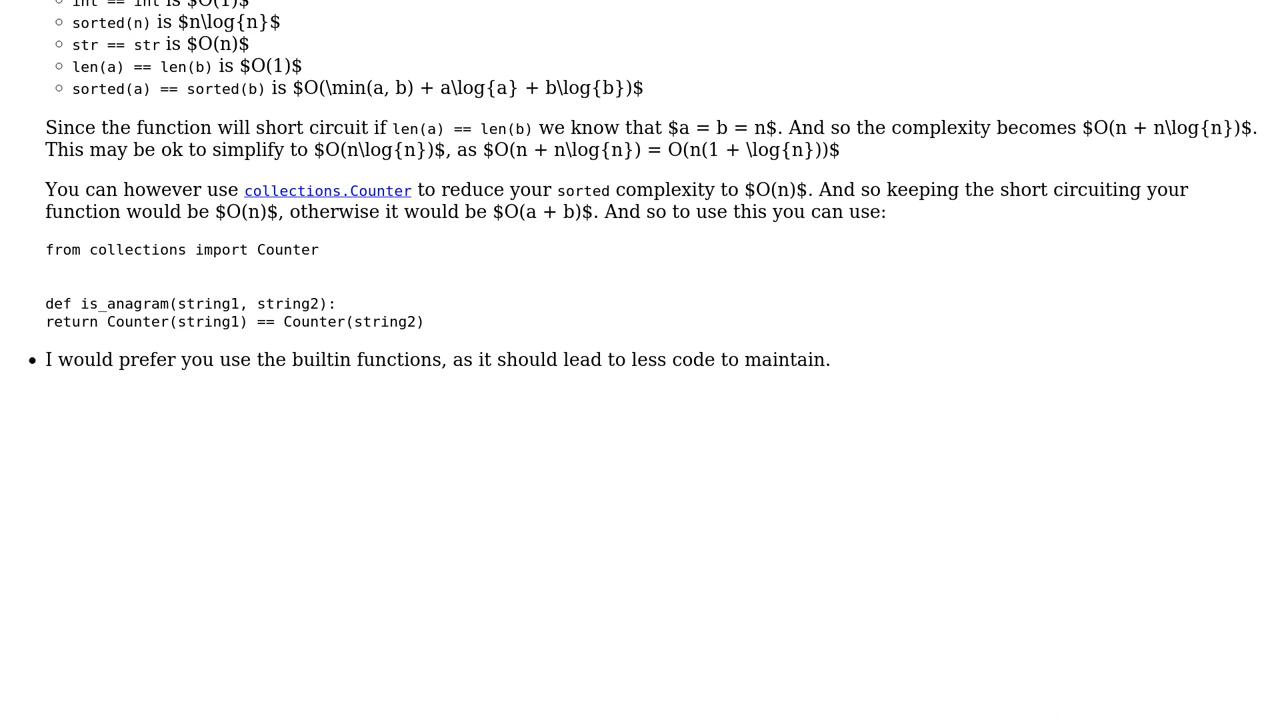 int == int is $O(1)$
sorted(n) is $n\log{n}$
str == str is $O(n)$
len(a) == len(b) is $O(1)$
sorted(a) == sorted(b) is $O(\min(a, b) + a\log{a} + b\log{b})$
Since the function will short circuit if len(a) == len(b) we know that $a = b = n$. And so the complexity becomes $O(n + n\log{n})$.
This may be ok to simplify to $O(n\log{n})$, as $O(n + n\log{n}) = O(n(1 + \log{n}))$
You can however use collections.Counter to reduce your sorted complexity to $O(n)$. And so keeping the short circuiting your
function would be $O(n)$, otherwise it would be $O(a + b)$. And so to use this you can use:
from collections import Counter
def is_anagram(string1, string2):
return Counter(string1) == Counter(string2)
I would prefer you use the builtin functions, as it should lead to less code to maintain.